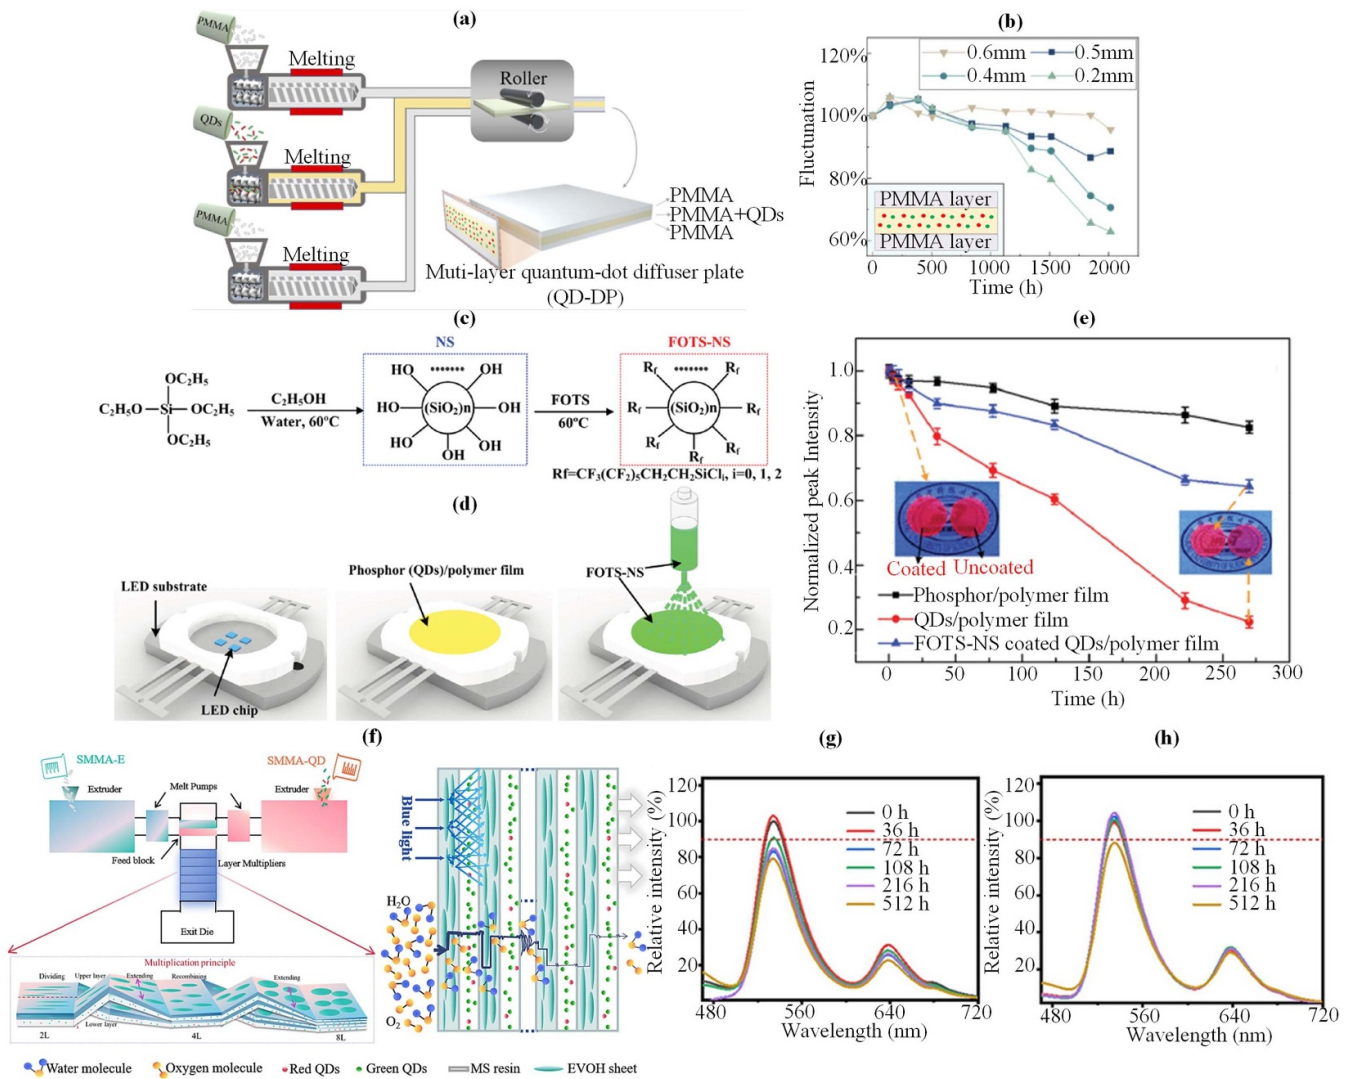 (a)
PMMA
Melting
QDs
Melting
PMMA
Melting
Roller
PMMA
PMMA+QDs
PMMA
Muti-layer quantum-dot diffuser plate
(QD-DP)
(b)
120%
100%
80%
60%
Fluctunation
0.6mm
0.5mm
0.4mm
0.2mm
PMMA layer
PMMA layer
0
500
1000
1500
2000
Time (h)
(c)
OC₂H₅
C₂H₅O
Si
OC₂H₅
OC₂H₅
C₂H₅OH
Water, 60ºC
NS
HO
OH
HO
(SiO₂)n
OH
HO
OH
OH
FOTS
60ºC
FOTS-NS
Rf
Rf
Rf
(SiO₂)n
Rf
Rf
Rf
Rf
Rf=CF₃(CF₂)₅CH₂CH₂SiClᵢ, i=0, 1, 2
(d)
LED substrate
LED chip
Phosphor (QDs)/polymer film
FOTS-NS
(e)
1.0
0.8
0.6
0.4
0.2
Normalized peak Intensity
Coated
Uncoated
Phosphor/polymer film
QDs/polymer film
FOTS-NS coated QDs/polymer film
0
50
100
150
200
250
300
Time (h)
(f)
SMMA-E
SMMA-QD
Extruder
Melt Pumps
Extruder
Feed block
Layer Multipliers
Exit Die
Multiplication principle
Dividing
Upper layer
Extending
Recombining
Extending
Lower layer
2L
4L
8L
Blue light
H₂O
O₂
Water molecule
Oxygen molecule
Red QDs
Green QDs
MS resin
EVOH sheet
(g)
120
100
80
60
40
20
Relative intensity (%)
0 h
36 h
72 h
108 h
216 h
512 h
480
560
640
720
Wavelength (nm)
(h)
120
100
80
60
40
20
Relative intensity (%)
0 h
36 h
72 h
108 h
216 h
512 h
480
560
640
720
Wavelength (nm)